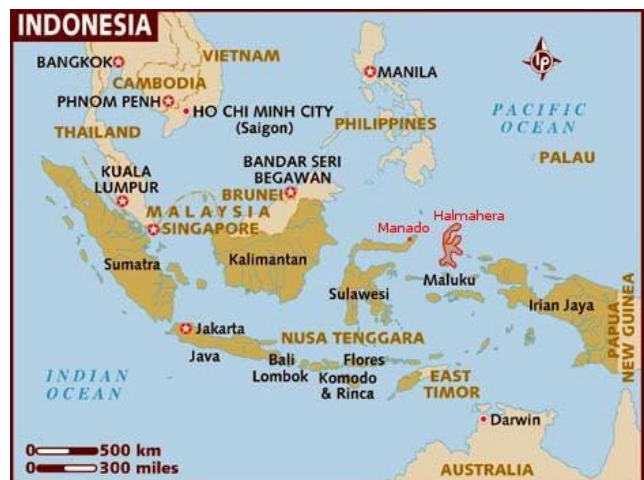 INDONESIA
VIETNAM
BANGKOK
MANILA
CAMBODIA
PHNOM PENH
HO CHI MINH CITY
(Saigon)
PACIFIC
OCEAN
THAILAND
PHILIPPINES
PALAU
BANDAR SERI
BEGAWAN
KUALA
LUMPUR
BRUNEI
MALAYSIA
SINGAPORE
Manado
Halmahera
Sumatra
Kalimantan
Sulawesi
Maluku
Irian Jaya
PAPUA
NEW GUINEA
Jakarta
NUSA TENGGARA
Java
Bali
Lombok
Flores
Komodo
& Rinca
EAST
TIMOR
INDIAN
OCEAN
Darwin
0 500 km
0 300 miles
AUSTRALIA